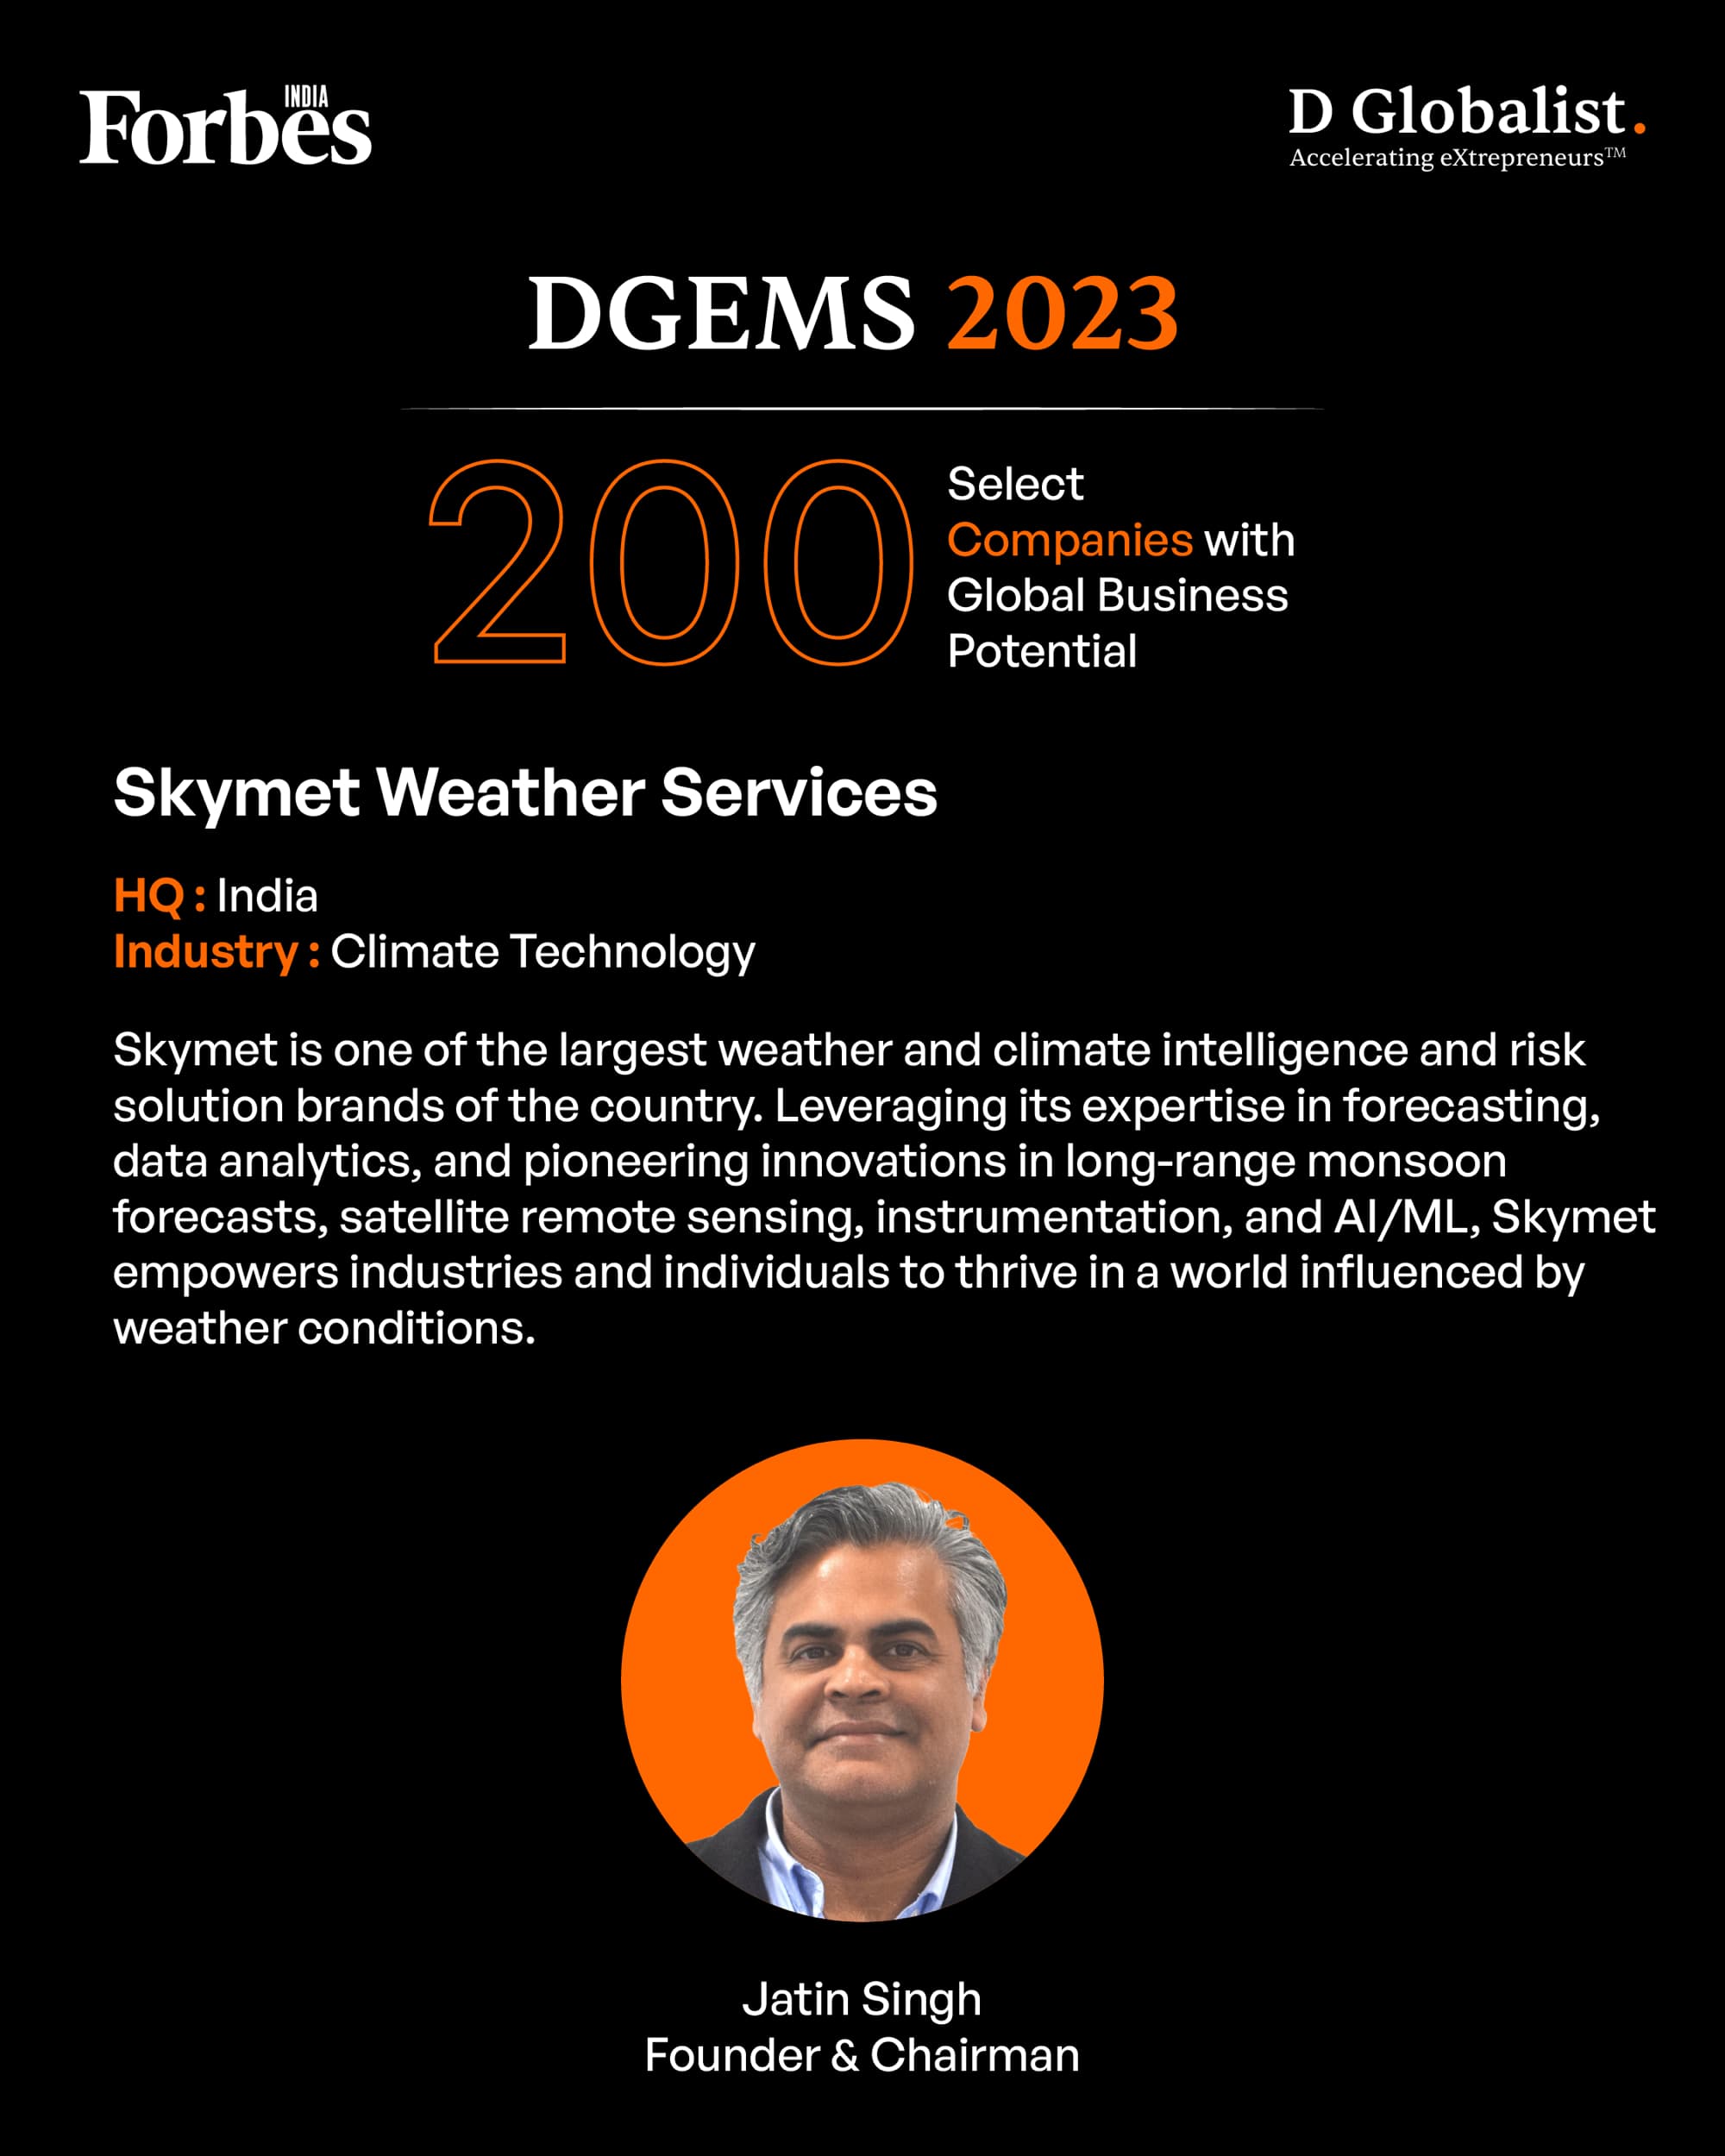 Forbes INDIA
D Globalist.
Accelerating eXtrepreneurs™
DGEMS 2023
200
Select
Companies with
Global Business
Potential
Skymet Weather Services
HQ : India
Industry : Climate Technology
Skymet is one of the largest weather and climate intelligence and risk
solution brands of the country. Leveraging its expertise in forecasting,
data analytics, and pioneering innovations in long-range monsoon
forecasts, satellite remote sensing, instrumentation, and AI/ML, Skymet
empowers industries and individuals to thrive in a world influenced by
weather conditions.
Jatin Singh
Founder & Chairman